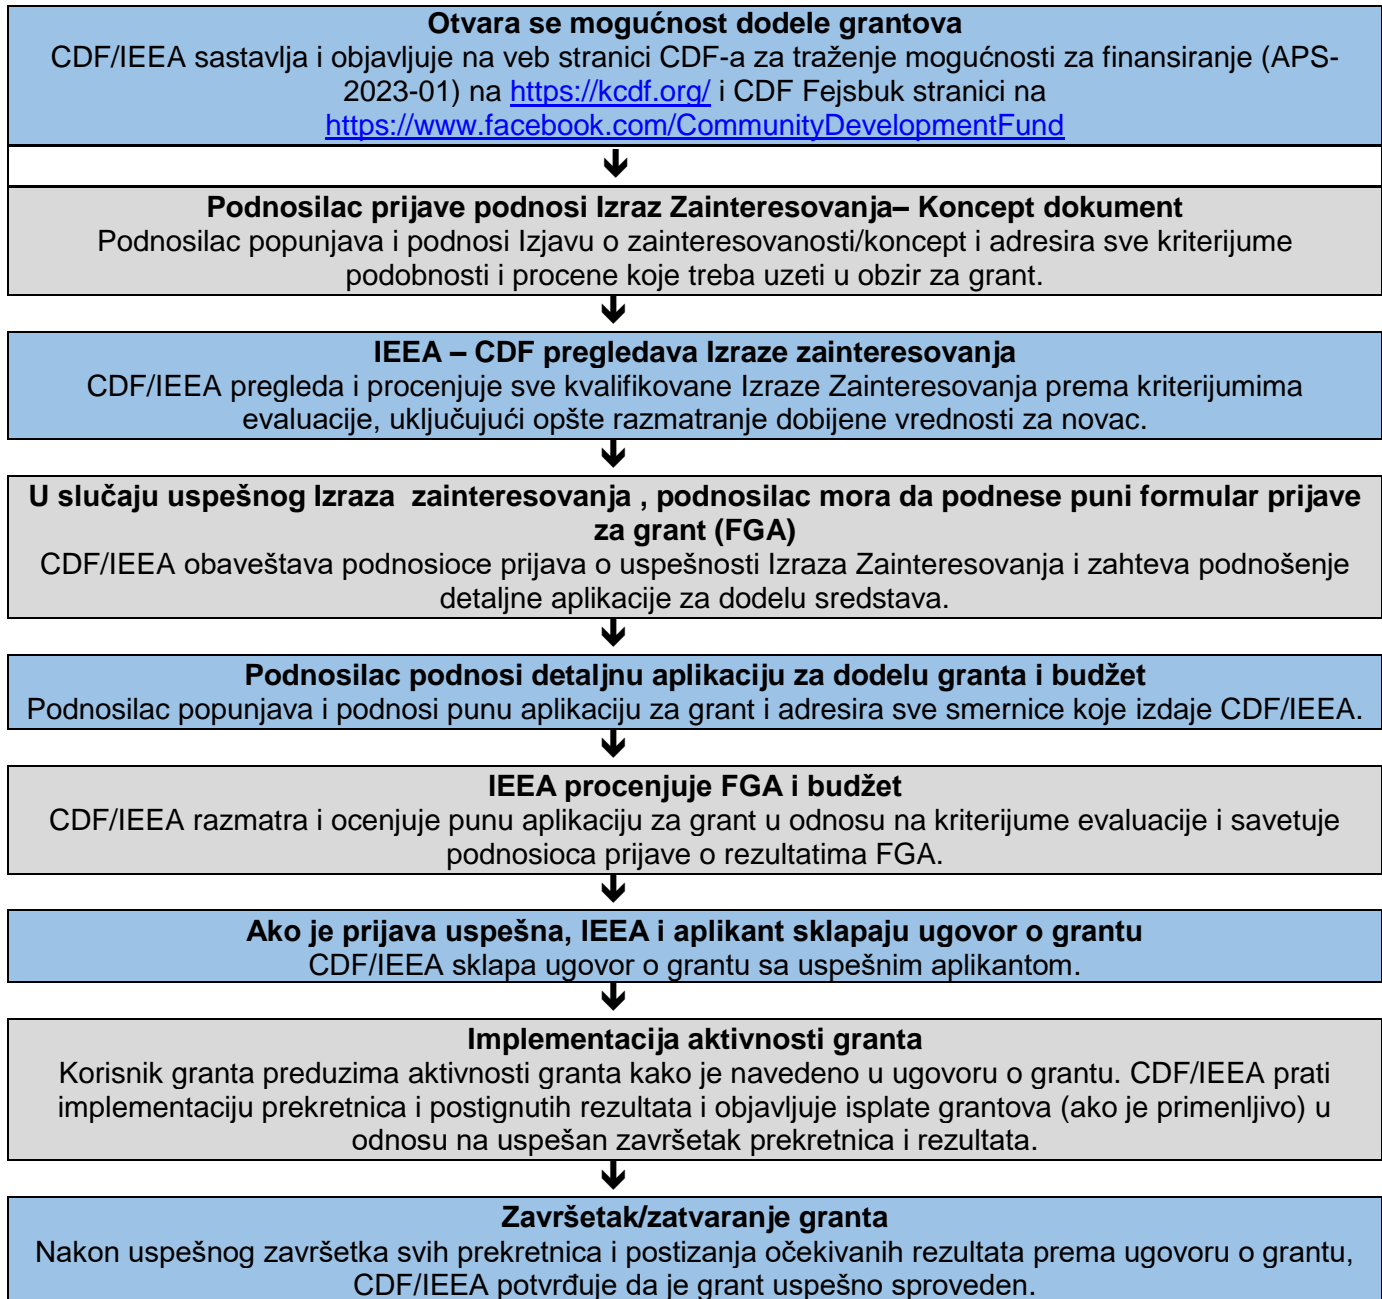 Otvara se mogućnost dodele grantova
CDF/IEEA sastavlja i objavljuje na veb stranici CDF-a za traženje mogućnosti za finansiranje (APS-
2023-01) na https://kcdf.org/ i CDF Fejsbuk stranici na
https://www.facebook.com/CommunityDevelopmentFund
Podnosilac prijave podnosi Izraz Zainteresovanja– Koncept dokument
Podnosilac popunjava i podnosi Izjavu o zainteresovanosti/koncept i adresira sve kriterijume
podobnosti i procene koje treba uzeti u obzir za grant.
IEEA – CDF pregledava Izraze zainteresovanja
CDF/IEEA pregleda i procenjuje sve kvalifikovane Izraze Zainteresovanja prema kriterijumima
evaluacije, uključujući opšte razmatranje dobijene vrednosti za novac.
U slučaju uspešnog Izraza  zainteresovanja , podnosilac mora da podnese puni formular prijave
za grant (FGA)
CDF/IEEA obaveštava podnosioce prijava o uspešnosti Izraza Zainteresovanja i zahteva podnošenje
detaljne aplikacije za dodelu sredstava.
Podnosilac podnosi detaljnu aplikaciju za dodelu granta i budžet
Podnosilac popunjava i podnosi punu aplikaciju za grant i adresira sve smernice koje izdaje CDF/IEEA.
IEEA procenjuje FGA i budžet
CDF/IEEA razmatra i ocenjuje punu aplikaciju za grant u odnosu na kriterijume evaluacije i savetuje
podnosioca prijave o rezultatima FGA.
Ako je prijava uspešna, IEEA i aplikant sklapaju ugovor o grantu
CDF/IEEA sklapa ugovor o grantu sa uspešnim aplikantom.
Implementacija aktivnosti granta
Korisnik granta preduzima aktivnosti granta kako je navedeno u ugovoru o grantu. CDF/IEEA prati
implementaciju prekretnica i postignutih rezultata i objavljuje isplate grantova (ako je primenljivo) u
odnosu na uspešan završetak prekretnica i rezultata.
Završetak/zatvaranje granta
Nakon uspešnog završetka svih prekretnica i postizanja očekivanih rezultata prema ugovoru o grantu,
CDF/IEEA potvrđuje da je grant uspešno sproveden.